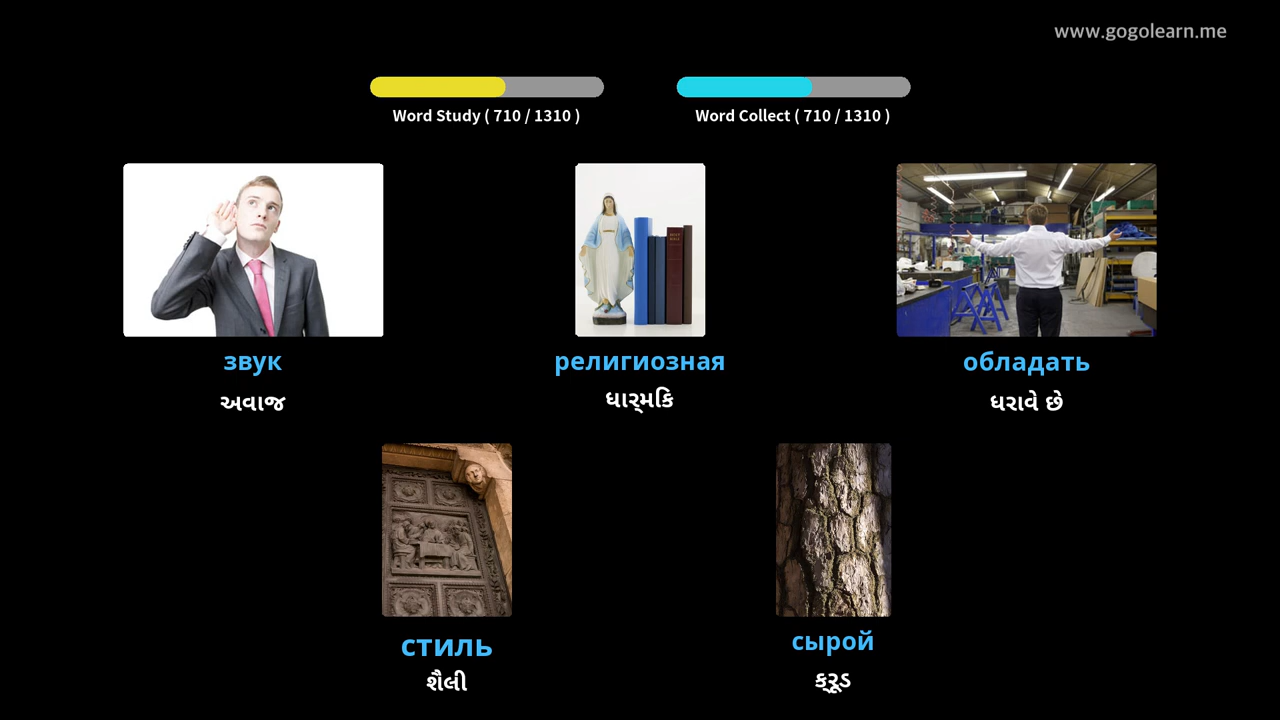 www.gogolearn.me
Word Study ( 710 / 1310 )
Word Collect ( 710 / 1310 )
звук
религиозная
обладать
અવાજ
ધાર્મિક
ધરાવે છે
стиль
сырой
શૈલી
ક્રૂડ